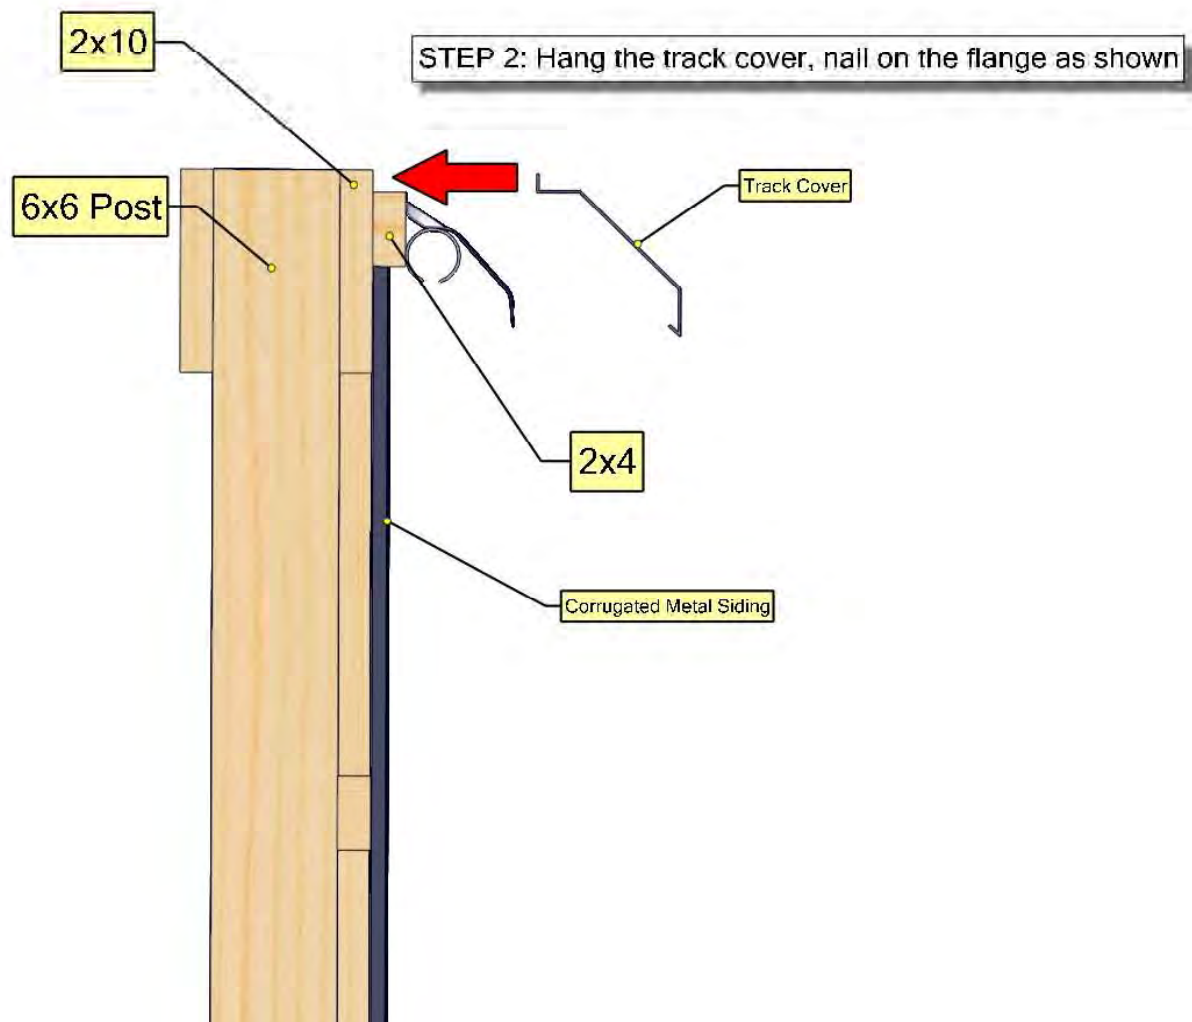 2x10
STEP 2: Hang the track cover, nail on the flange as shown
6x6 Post
Track Cover
2x4
Corrugated Metal Siding